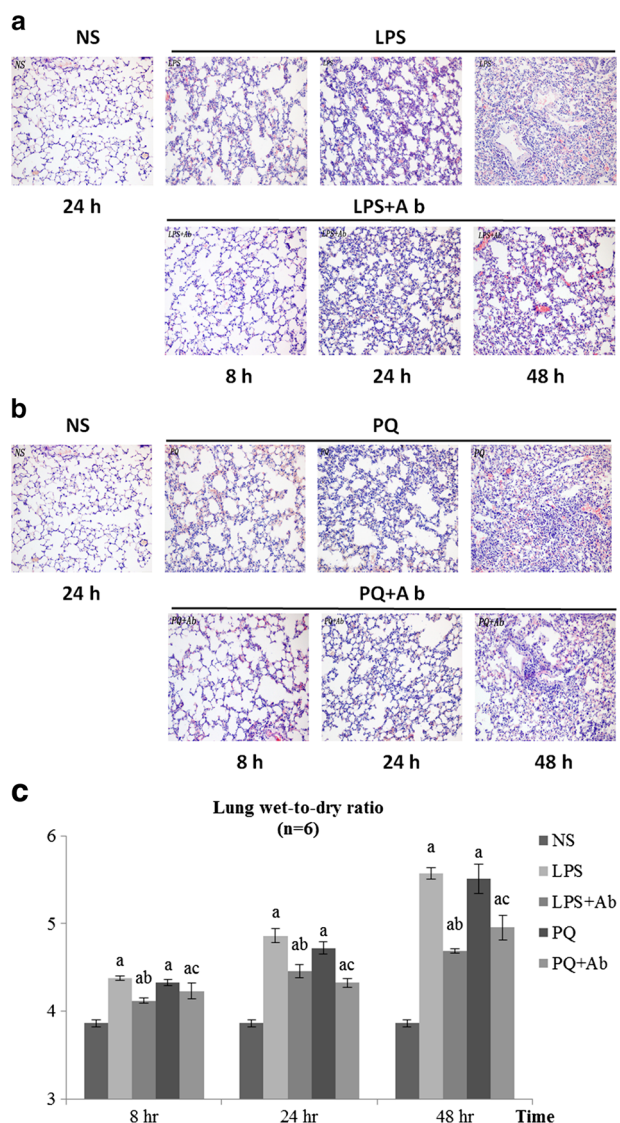 a
NS
LPS
NS
LPS
LPS
LPS
24 h
LPS+A b
LPS+Ab
LPS+Ab
LPS+Ab
8 h
24 h
48 h
b
NS
PQ
NS
PQ
PQ
PQ
24 h
PQ+A b
PQ+Ab
PQ+Ab
PQ+Ab
8 h
24 h
48 h
c
Lung wet-to-dry ratio
(n=6)
6
5
4
3
a
ab
a
ac
a
ab
a
ac
a
ab
a
ac
NS
LPS
LPS+Ab
PQ
PQ+Ab
8 hr
24 hr
48 hr
Time